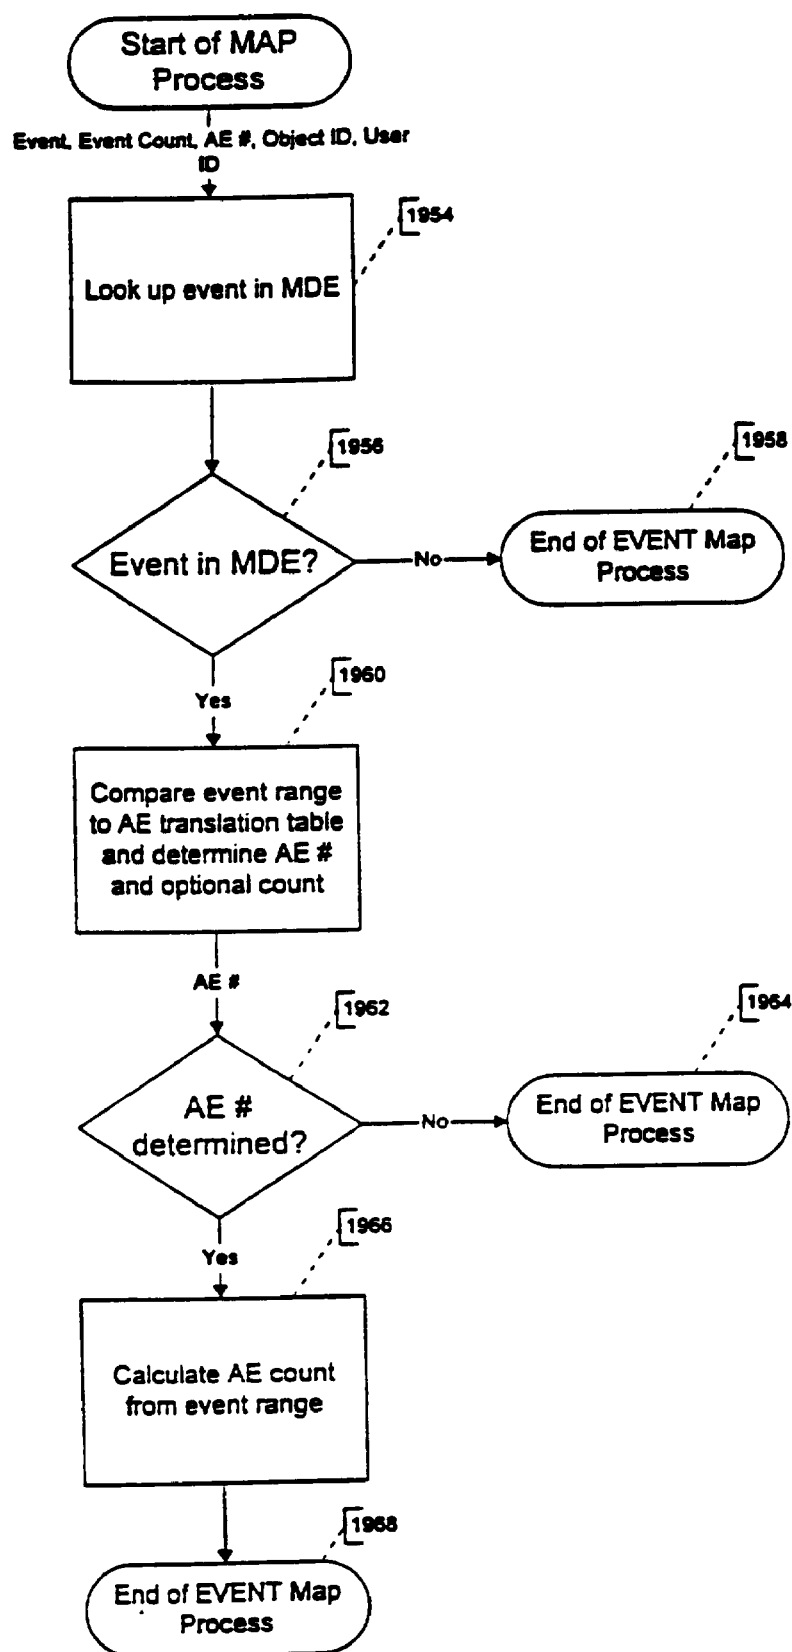 Start of MAP
Process
Event, Event Count, AE #, Object ID, User
ID
1954
Look up event in MDE
1956
1958
Event in MDE?
No
End of EVENT Map
Process
Yes
1960
Compare event range
to AE translation table
and determine AE #
and optional count
AE #
1962
1964
AE #
determined?
No
End of EVENT Map
Process
Yes
1966
Calculate AE count
from event range
1968
End of EVENT Map
Process